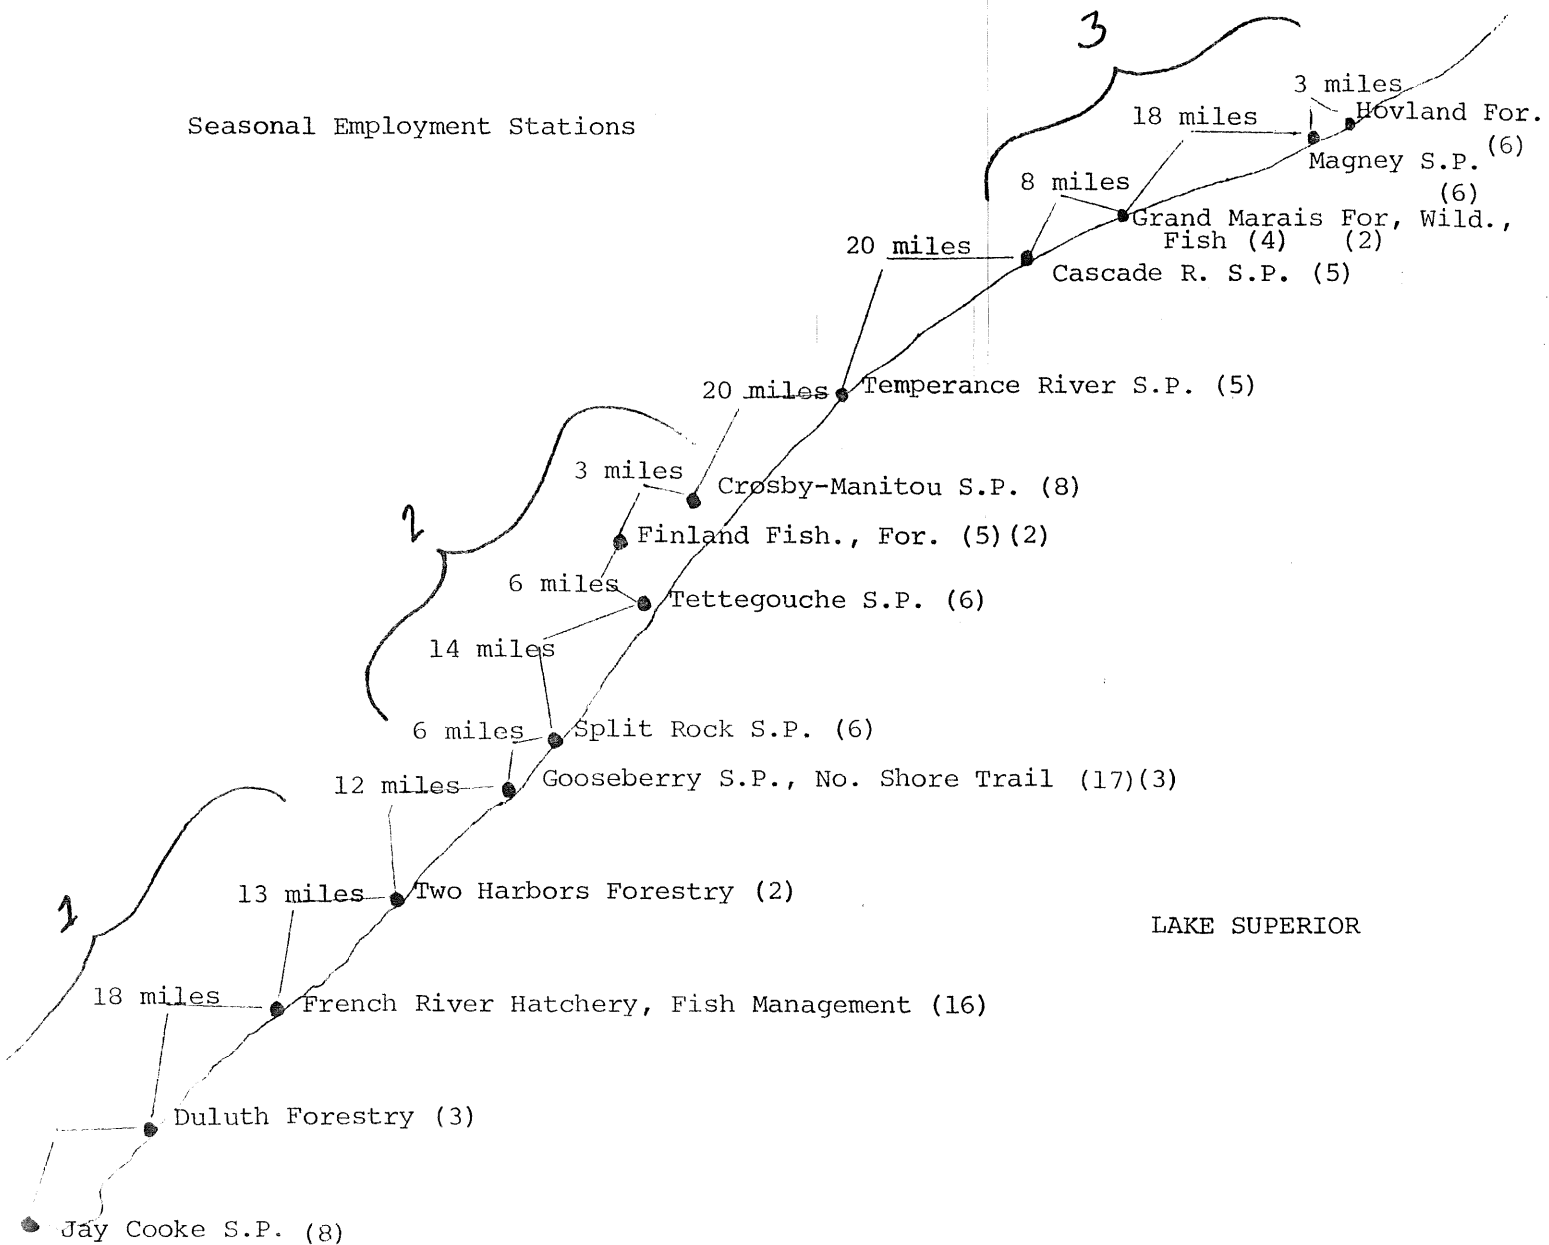 3
3 miles
Seasonal Employment Stations
18 miles
Hovland For.
(6)
Magney S.P.
(6)
8 miles
Grand Marais For, Wild.,
Fish (4) (2)
20 miles
Cascade R. S.P. (5)
20 miles
Temperance River S.P. (5)
2
3 miles
Crosby-Manitou S.P. (8)
Finland Fish., For. (5)(2)
6 miles
Tettegouche S.P. (6)
14 miles
6 miles
Split Rock S.P. (6)
12 miles
Gooseberry S.P., No. Shore Trail (17)(3)
1
13 miles
Two Harbors Forestry (2)
LAKE SUPERIOR
18 miles
French River Hatchery, Fish Management (16)
Duluth Forestry (3)
Jay Cooke S.P. (8)